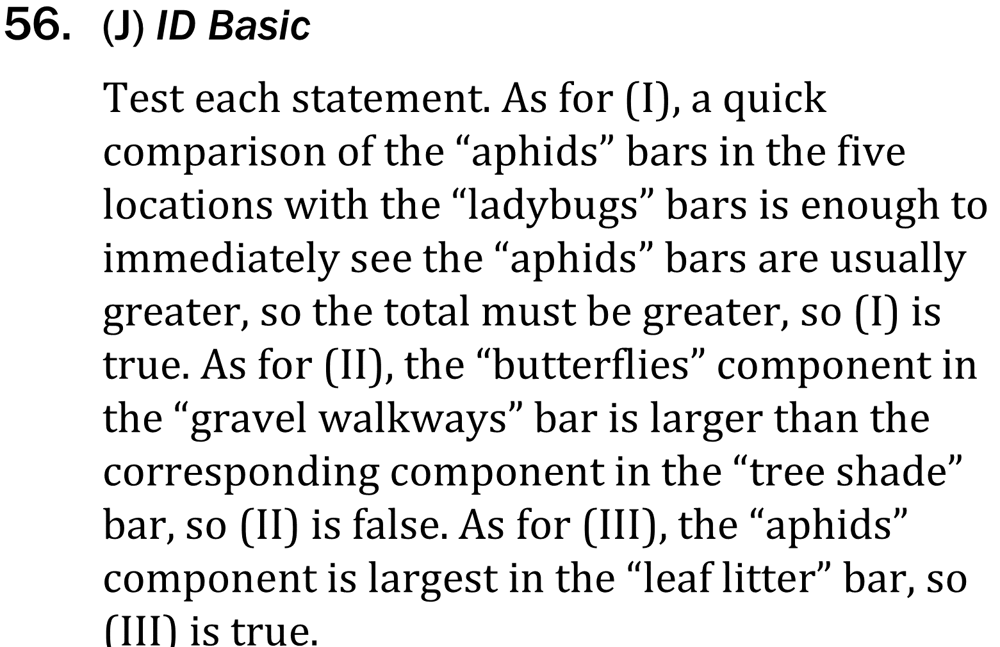 56. (J) ID Basic
Test each statement. As for (I), a quick
comparison of the “aphids” bars in the five
locations with the “ladybugs” bars is enough to
immediately see the “aphids” bars are usually
greater, so the total must be greater, so (I) is
true. As for (II), the “butterflies” component in
the “gravel walkways” bar is larger than the
corresponding component in the “tree shade”
bar, so (II) is false. As for (III), the “aphids”
component is largest in the “leaf litter” bar, so
(III) is true.